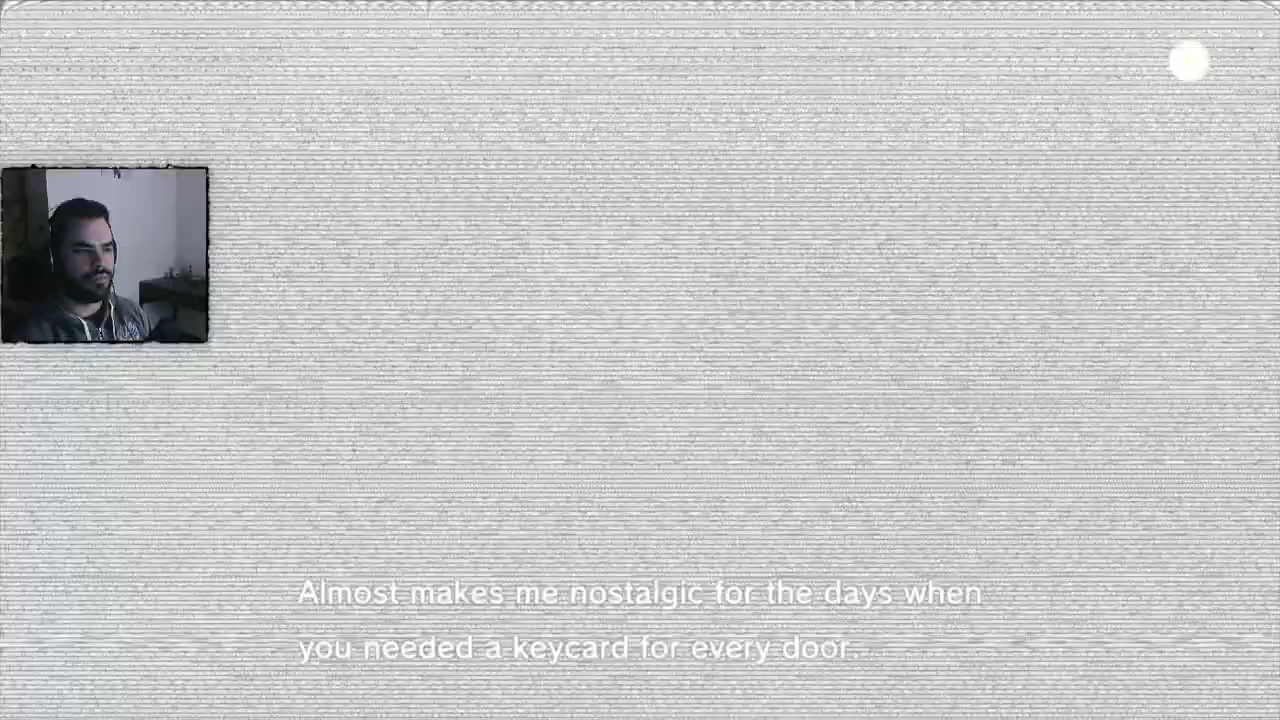 Almost makes me nostalgic for the days when
you needed a keycard for every door.